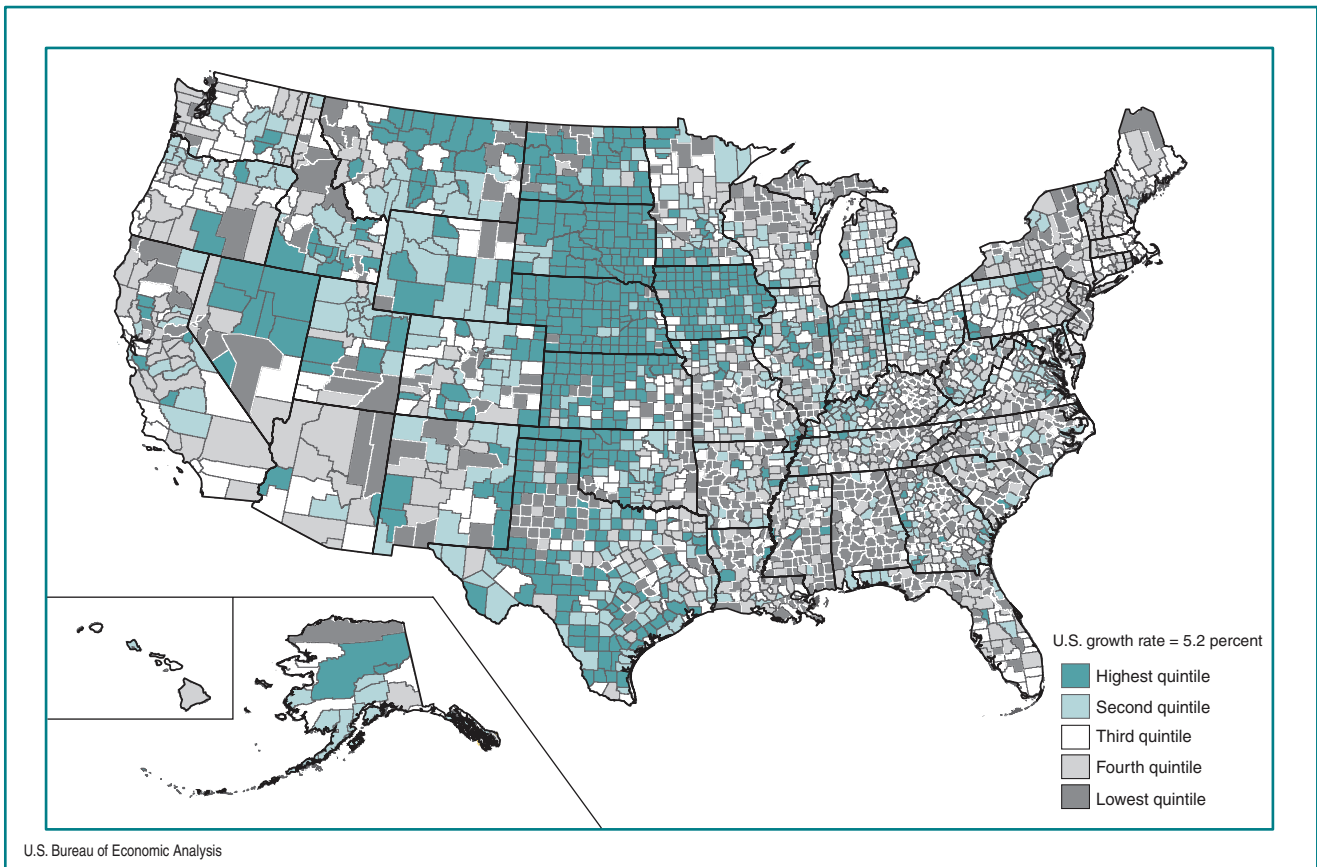 U.S. growth rate = 5.2 percent
Highest quintile
Second quintile
Third quintile
Fourth quintile
Lowest quintile
U.S. Bureau of Economic Analysis